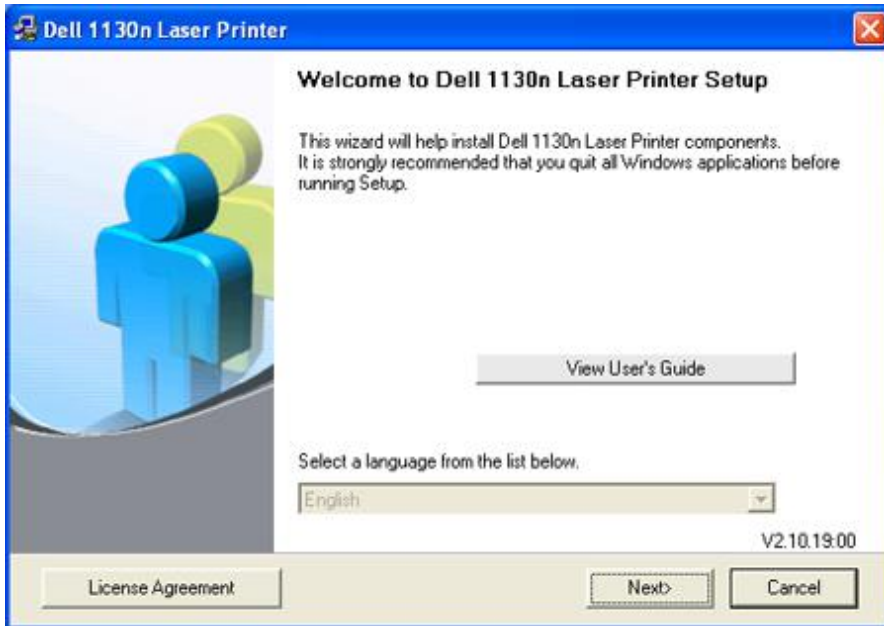 Dell 1130n Laser Printer
Welcome to Dell 1130n Laser Printer Setup
This wizard will help install Dell 1130n Laser Printer components.
It is strongly recommended that you quit all Windows applications before
running Setup.
View User's Guide
Select a language from the list below.
English
V2.10.19:00
License Agreement
Next>
Cancel